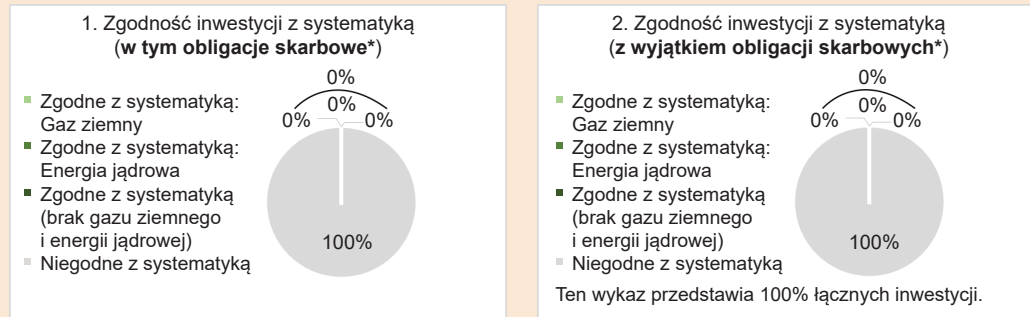 1. Zgodność inwestycji z systematyką
(w tym obligacje skarbowe*)
Zgodne z systematyką:
Gaz ziemny
Zgodne z systematyką:
Energia jądrowa
Zgodne z systematyką
(brak gazu ziemnego
i energii jądrowej)
Niegodne z systematyką
0%
0%
0%
0%
100%
2. Zgodność inwestycji z systematyką
(z wyjątkiem obligacji skarbowych*)
Zgodne z systematyką:
Gaz ziemny
Zgodne z systematyką:
Energia jądrowa
Zgodne z systematyką
(brak gazu ziemnego
i energii jądrowej)
Niegodne z systematyką
0%
0%
0%
0%
100%
Ten wykaz przedstawia 100% łącznych inwestycji.